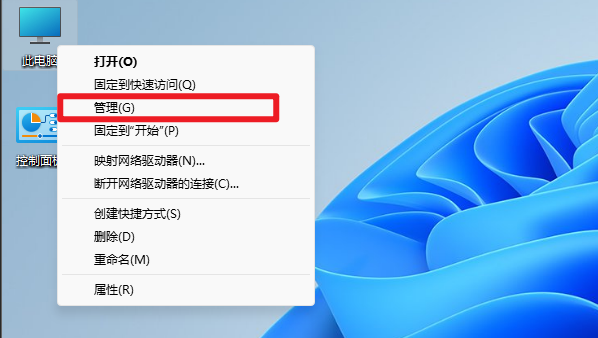 此电脑
打开(O)
固定到快速访问(Q)
管理(G)
固定到“开始”(P)
控制面
映射网络驱动器(N)...
断开网络驱动器的连接(C)...
创建快捷方式(S)
删除(D)
重命名(M)
属性(R)